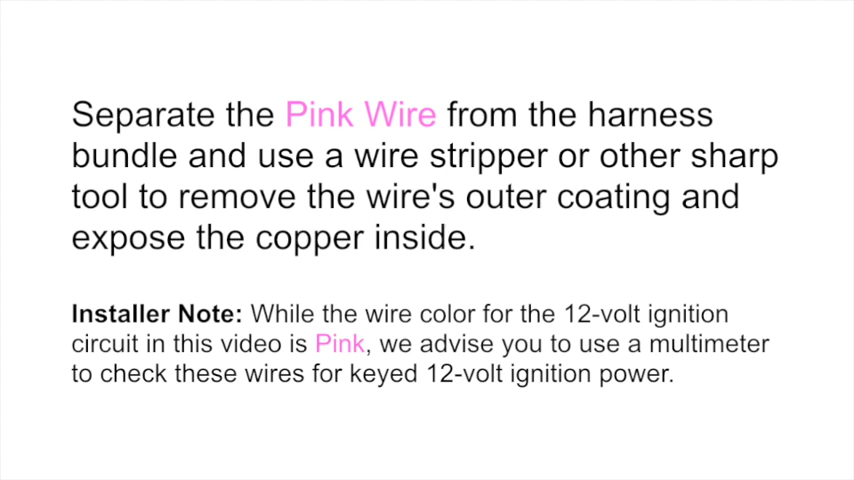 Separate the Pink Wire from the harness
bundle and use a wire stripper or other sharp
tool to remove the wire's outer coating and
expose the copper inside.
Installer Note: While the wire color for the 12-volt ignition
circuit in this video is Pink, we advise you to use a multimeter
to check these wires for keyed 12-volt ignition power.